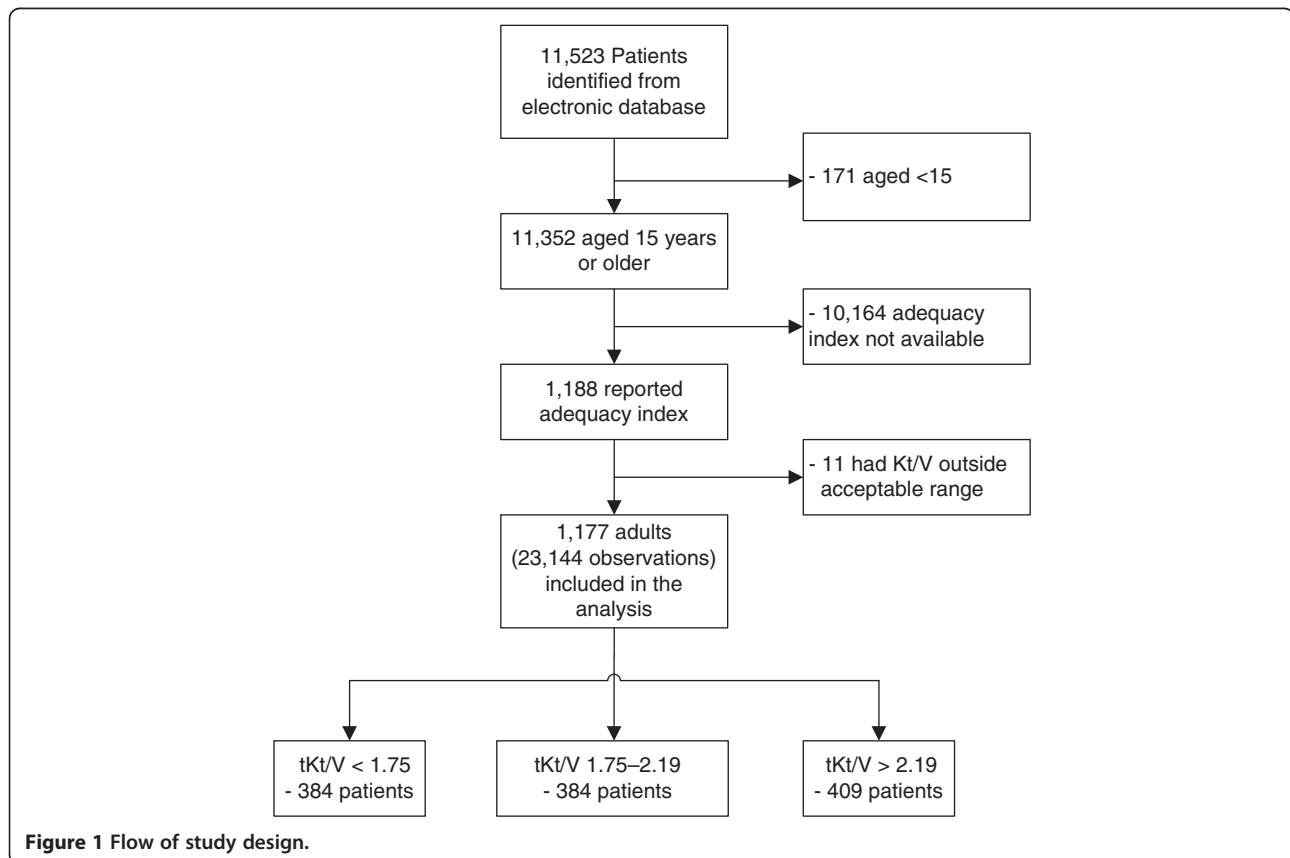 11,523 Patients
identified from
electronic database
- 171 aged <15
11,352 aged 15 years
or older
- 10,164 adequacy
index not available
1,188 reported
adequacy index
- 11 had Kt/V outside
acceptable range
1,177 adults
(23,144 observations)
included in the
analysis
tKt/V < 1.75
- 384 patients
tKt/V 1.75–2.19
- 384 patients
tKt/V > 2.19
- 409 patients
Figure 1 Flow of study design.